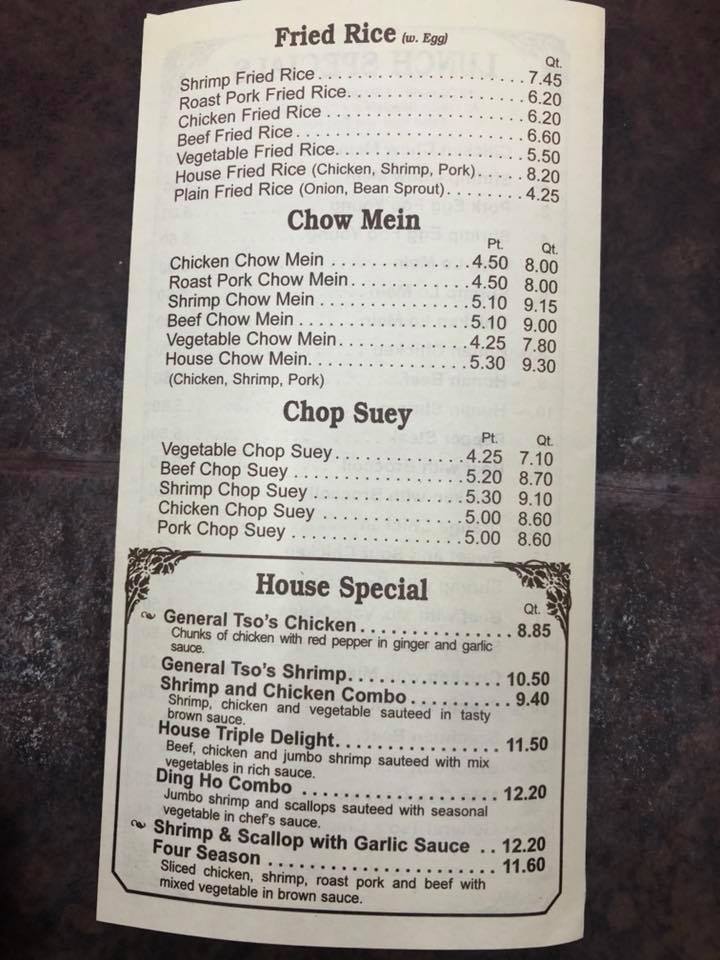 Fried Rice (w. Egg)
Qt.
Shrimp Fried Rice. . . . . . . . . . . . . . . . . . . . . . . 7.45
Roast Pork Fried Rice. . . . . . . . . . . . . . . . . . . . 6.20
Chicken Fried Rice . . . . . . . . . . . . . . . . . . . . . . 6.20
Beef Fried Rice. . . . . . . . . . . . . . . . . . . . . . . . . 6.60
Vegetable Fried Rice. . . . . . . . . . . . . . . . . . . . . 5.50
House Fried Rice (Chicken, Shrimp, Pork). . . . . 8.20
Plain Fried Rice (Onion, Bean Sprout). . . . . . . . 4.25
Chow Mein
Pt. Qt.
Chicken Chow Mein . . . . . . . . . . . . . . . 4.50 8.00
Roast Pork Chow Mein. . . . . . . . . . . . . 4.50 8.00
Shrimp Chow Mein . . . . . . . . . . . . . . . . 5.10 9.15
Beef Chow Mein . . . . . . . . . . . . . . . . . . 5.10 9.00
Vegetable Chow Mein. . . . . . . . . . . . . . 4.25 7.80
House Chow Mein. . . . . . . . . . . . . . . . . 5.30 9.30
(Chicken, Shrimp, Pork)
Chop Suey
Pt. Qt.
Vegetable Chop Suey. . . . . . . . . . . . . . 4.25 7.10
Beef Chop Suey . . . . . . . . . . . . . . . . . . 5.20 8.70
Shrimp Chop Suey . . . . . . . . . . . . . . . . 5.30 9.10
Chicken Chop Suey . . . . . . . . . . . . . . . 5.00 8.60
Pork Chop Suey . . . . . . . . . . . . . . . . . . 5.00 8.60
House Special
Qt.
General Tso's Chicken . . . . . . . . . . . . . . . . . 8.85
Chunks of chicken with red pepper in ginger and garlic
sauce.
General Tso's Shrimp. . . . . . . . . . . . . . . . . 10.50
Shrimp and Chicken Combo. . . . . . . . . . . 9.40
Shrimp, chicken and vegetable sauteed in tasty
brown sauce.
House Triple Delight. . . . . . . . . . . . . . . . . . 11.50
Beef, chicken and jumbo shrimp sauteed with mix
vegetables in rich sauce.
Ding Ho Combo . . . . . . . . . . . . . . . . . . . . . 12.20
Jumbo shrimp and scallops sauteed with seasonal
vegetable in chef's sauce.
Shrimp & Scallop with Garlic Sauce . . 12.20
Four Season . . . . . . . . . . . . . . . . . . . . . . . . 11.60
Sliced chicken, shrimp, roast pork and beef with
mixed vegetable in brown sauce.